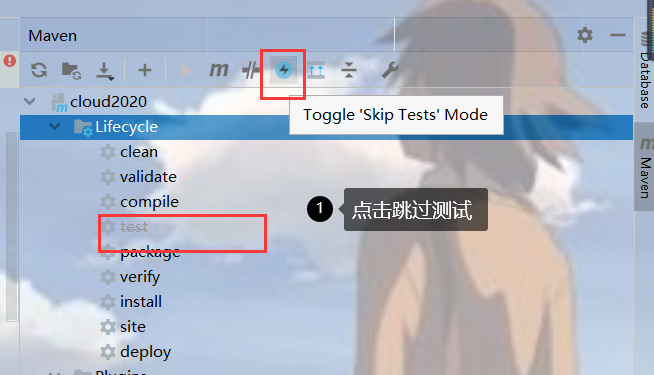 Maven
Database
m
Toggle 'Skip Tests' Mode
cloud2020
Lifecycle
clean
validate
compile
1 点击跳过测试
test
package
verify
install
site
deploy
Plugins
Maven